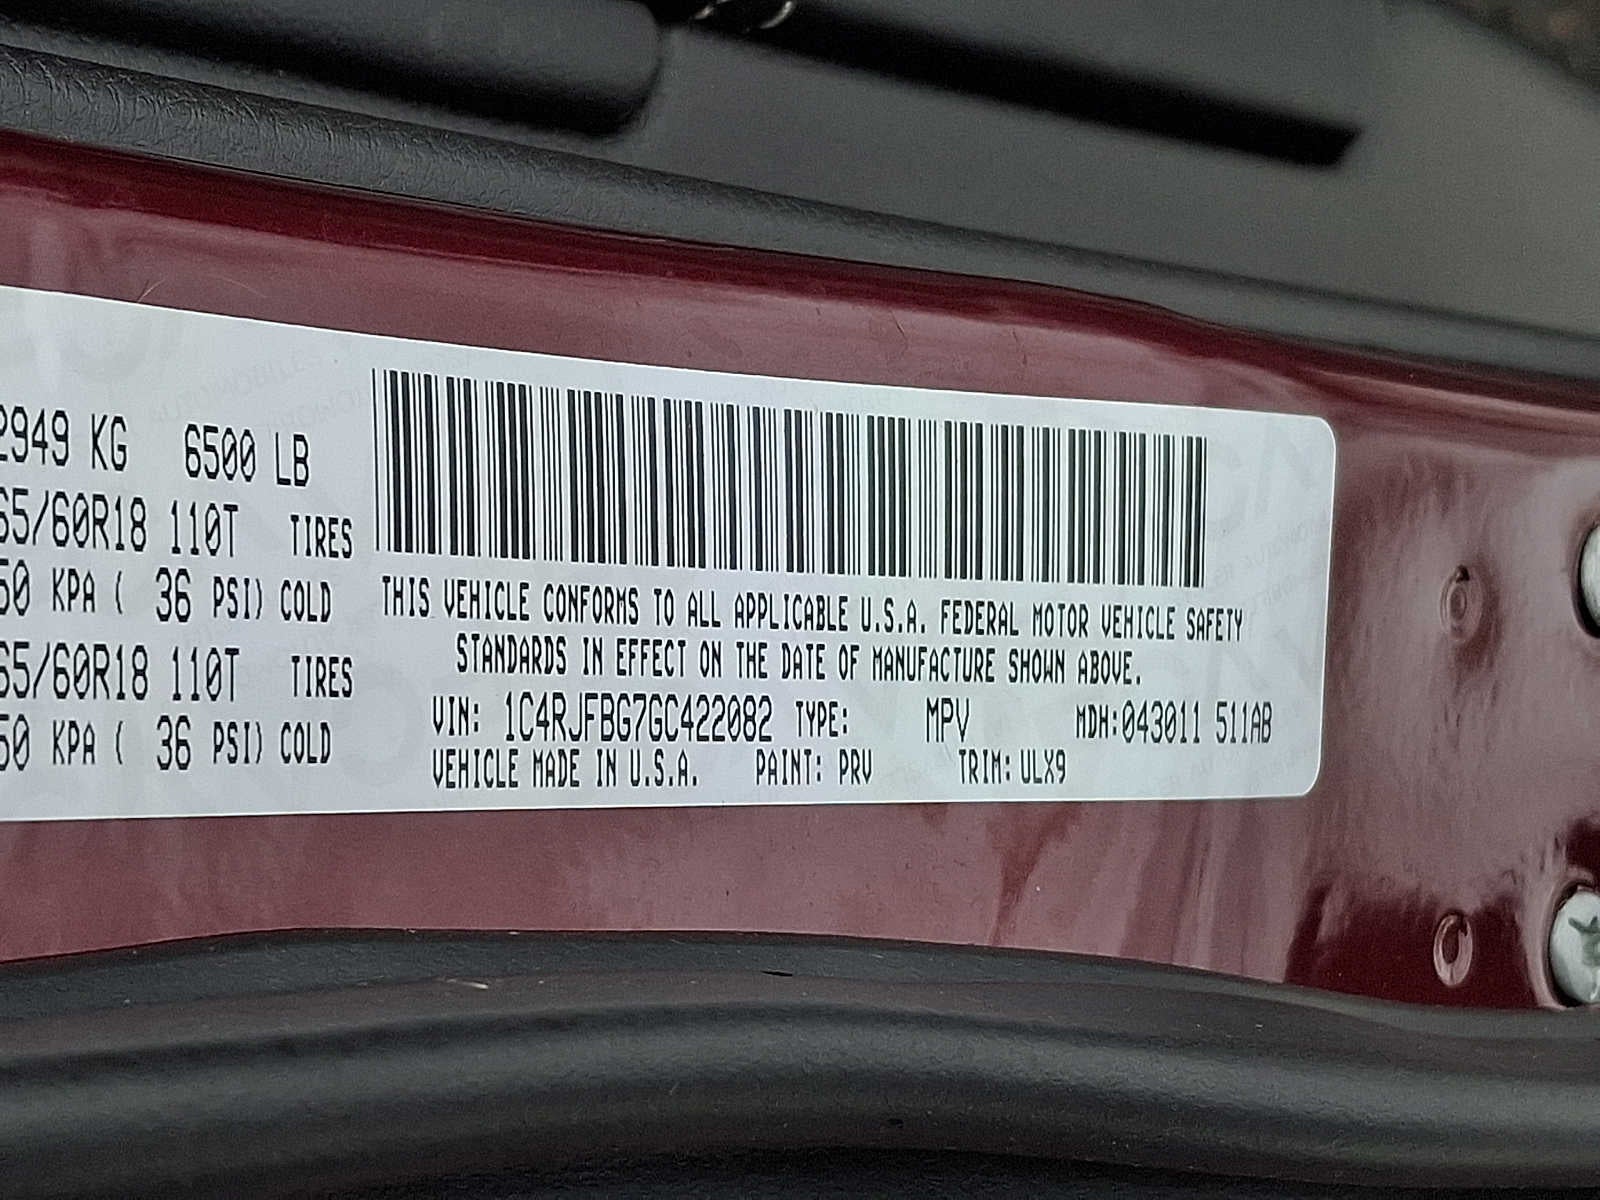 2949 KG 6500 LB
65/60R18 110T TIRES
50 KPA ( 36 PSI) COLD
65/60R18 110T TIRES
50 KPA ( 36 PSI) COLD
THIS VEHICLE CONFORMS TO ALL APPLICABLE U.S.A. FEDERAL MOTOR VEHICLE SAFETY
STANDARDS IN EFFECT ON THE DATE OF MANUFACTURE SHOWN ABOVE.
VIN: 1C4RJFBG7GC422082 TYPE: MPV MDH:043011 511AB
VEHICLE MADE IN U.S.A. PAINT: PRV TRIM: ULX9